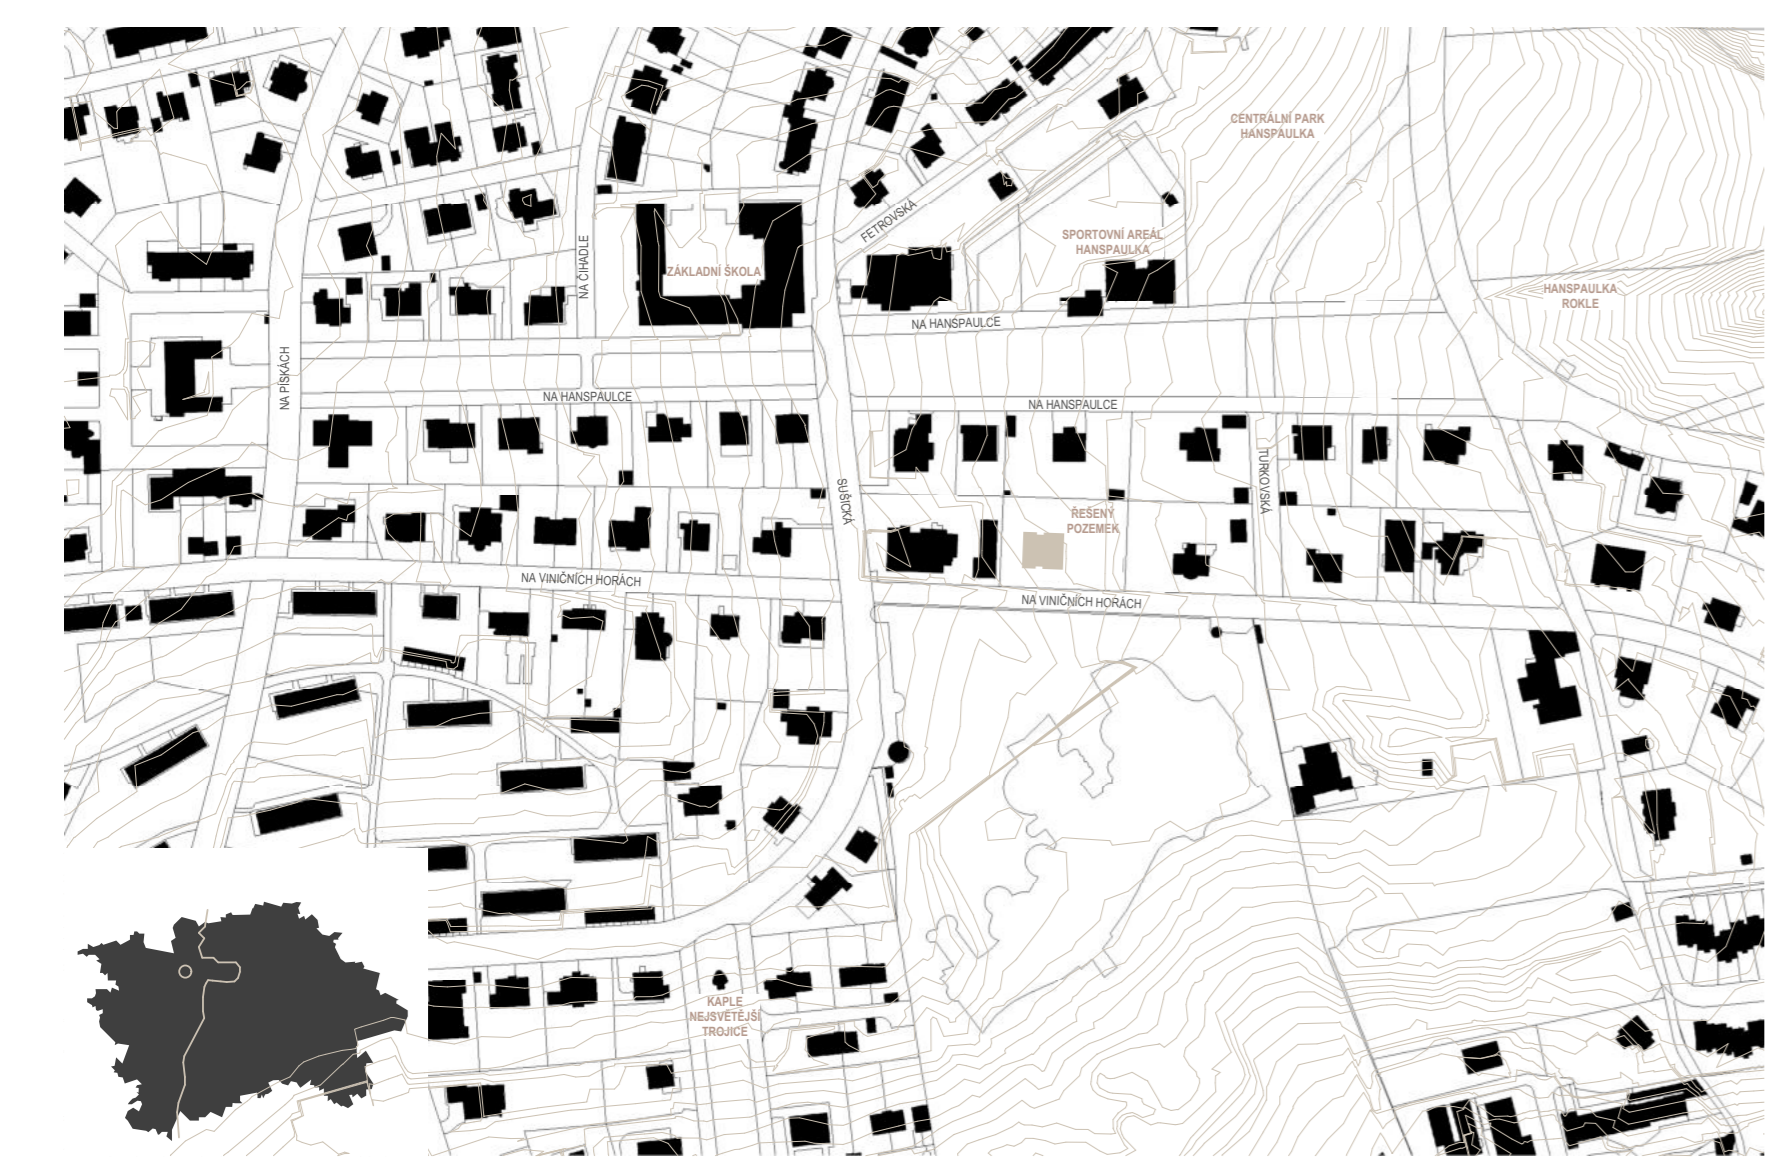 CENTRÁLNÍ PARK
HANSPAULKA
FETROVSKÁ
SPORTOVNÍ AREÁL
HANSPAULKA
NA ČIHADLE
ZÁKLADNÍ ŠKOLA
HANSPAULKA
ROKLE
NA HANSPAULCE
NA PÍSKÁCH
NA HANSPAULCE
NA HANSPAULCE
SUŠICKÁ
TURKOVSKÁ
ŘEŠENÝ
POZEMEK
NA VINIČNÍCH HORÁCH
NA VINIČNÍCH HORÁCH
KAPLE
NEJSVĚTĚJŠÍ
TROJICE